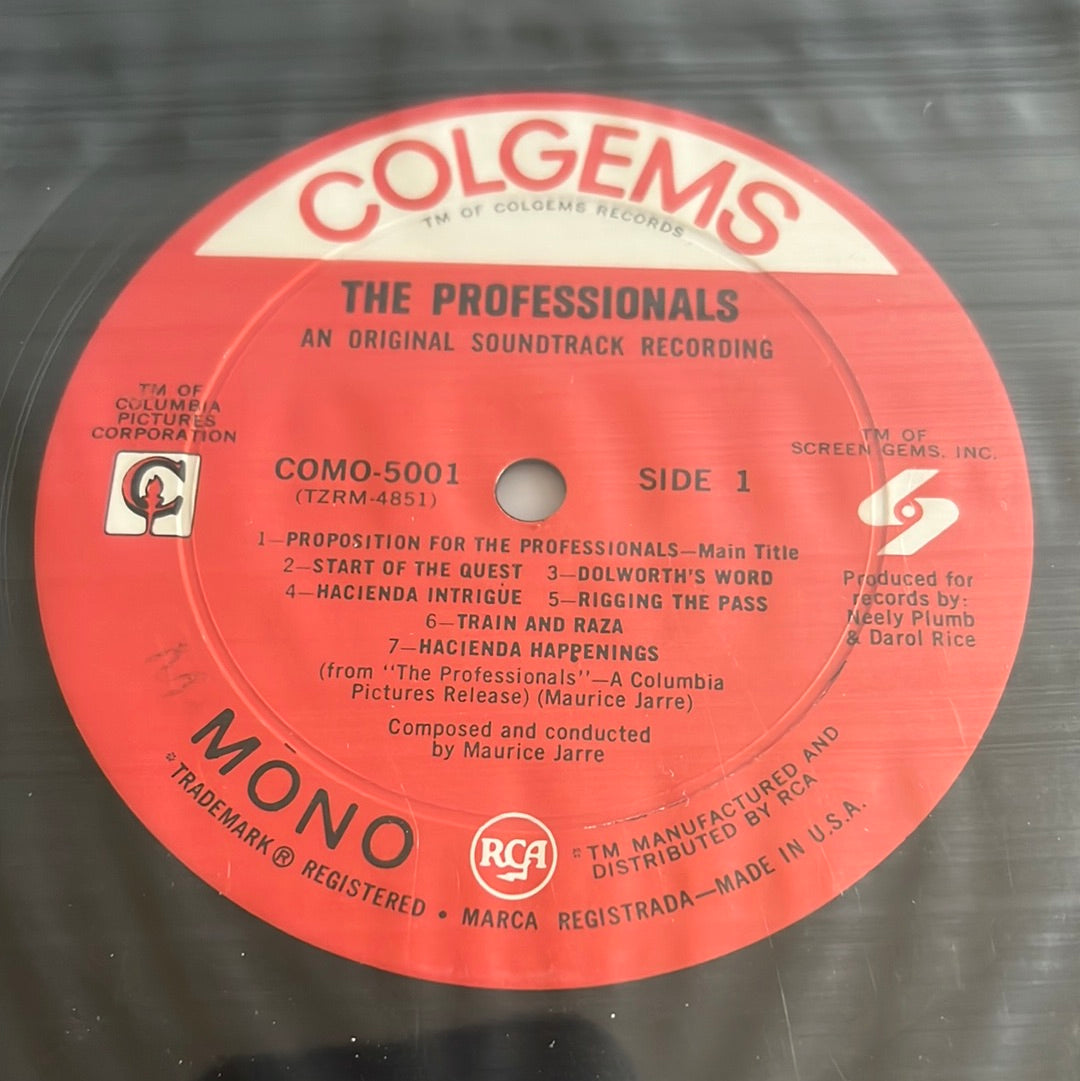 COLGEMS
TM OF COLGEMS RECORDS
THE PROFESSIONALS
AN ORIGINAL SOUNDTRACK RECORDING
TM OF
COLUMBIA
PICTURES
CORPORATION
C
COMO-5001
(TZRM-4851)
SIDE 1
TM OF
SCREEN GEMS, INC.
1—PROPOSITION FOR THE PROFESSIONALS—Main Title
2—START OF THE QUEST 3—DOLWORTH'S WORD
4—HACIENDA INTRIGUE 5—RIGGING THE PASS
6—TRAIN AND RAZA
7—HACIENDA HAPPENINGS
(from "The Professionals"—A Columbia
Pictures Release) (Maurice Jarre)
Composed and conducted
by Maurice Jarre
Produced for
records by:
Neely Plumb
& Darol Rice
MONO
RCA
TRADEMARK ® REGISTERED • MARCA REGISTRADA—MADE IN U.S.A.
TM MANUFACTURED AND
DISTRIBUTED BY RCA